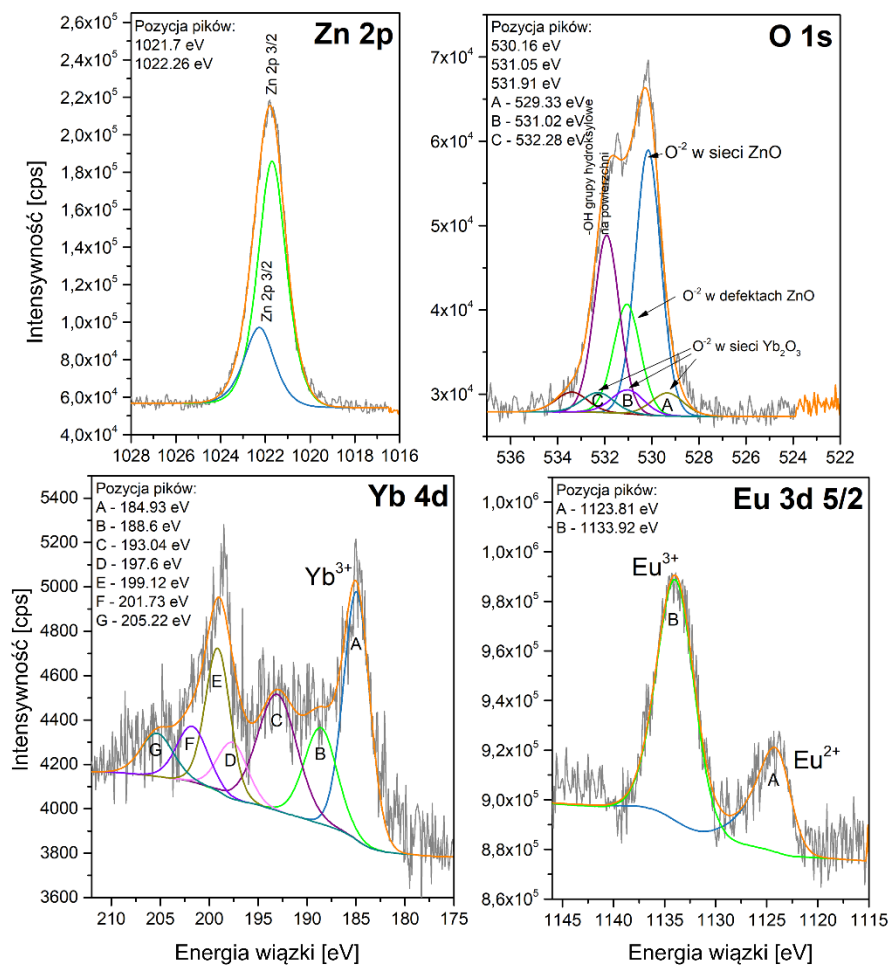 Zn 2p
Pozycja pików:
1021.7 eV
1022.26 eV
Zn 2p 3/2
Zn 2p 3/2
Intensywność [cps]
2,6x10⁵
2,4x10⁵
2,2x10⁵
2,0x10⁵
1,8x10⁵
1,6x10⁵
1,4x10⁵
1,2x10⁵
1,0x10⁵
8,0x10⁴
6,0x10⁴
4,0x10⁴
1028 1026 1024 1022 1020 1018 1016
O 1s
Pozycja pików:
530.16 eV
531.05 eV
531.91 eV
A - 529.33 eV
B - 531.02 eV
C - 532.28 eV
-OH grupy hydroksylowe
na powierzchni
O⁻² w sieci ZnO
O⁻² w defektach ZnO
O⁻² w sieci Yb₂O₃
C B A
7x10⁴
6x10⁴
5x10⁴
4x10⁴
3x10⁴
536 534 532 530 528 526 524 522
Yb 4d
Pozycja pików:
A - 184.93 eV
B - 188.6 eV
C - 193.04 eV
D - 197.6 eV
E - 199.12 eV
F - 201.73 eV
G - 205.22 eV
Yb³⁺
G F E D C B A
Intensywność [cps]
5400
5200
5000
4800
4600
4400
4200
4000
3800
3600
210 205 200 195 190 185 180 175
Energia wiązki [eV]
Eu 3d 5/2
Pozycja pików:
A - 1123.81 eV
B - 1133.92 eV
Eu³⁺
B
Eu²⁺
A
1,0x10⁶
1,0x10⁶
9,8x10⁵
9,6x10⁵
9,4x10⁵
9,2x10⁵
9,0x10⁵
8,8x10⁵
8,6x10⁵
1145 1140 1135 1130 1125 1120 1115
Energia wiązki [eV]